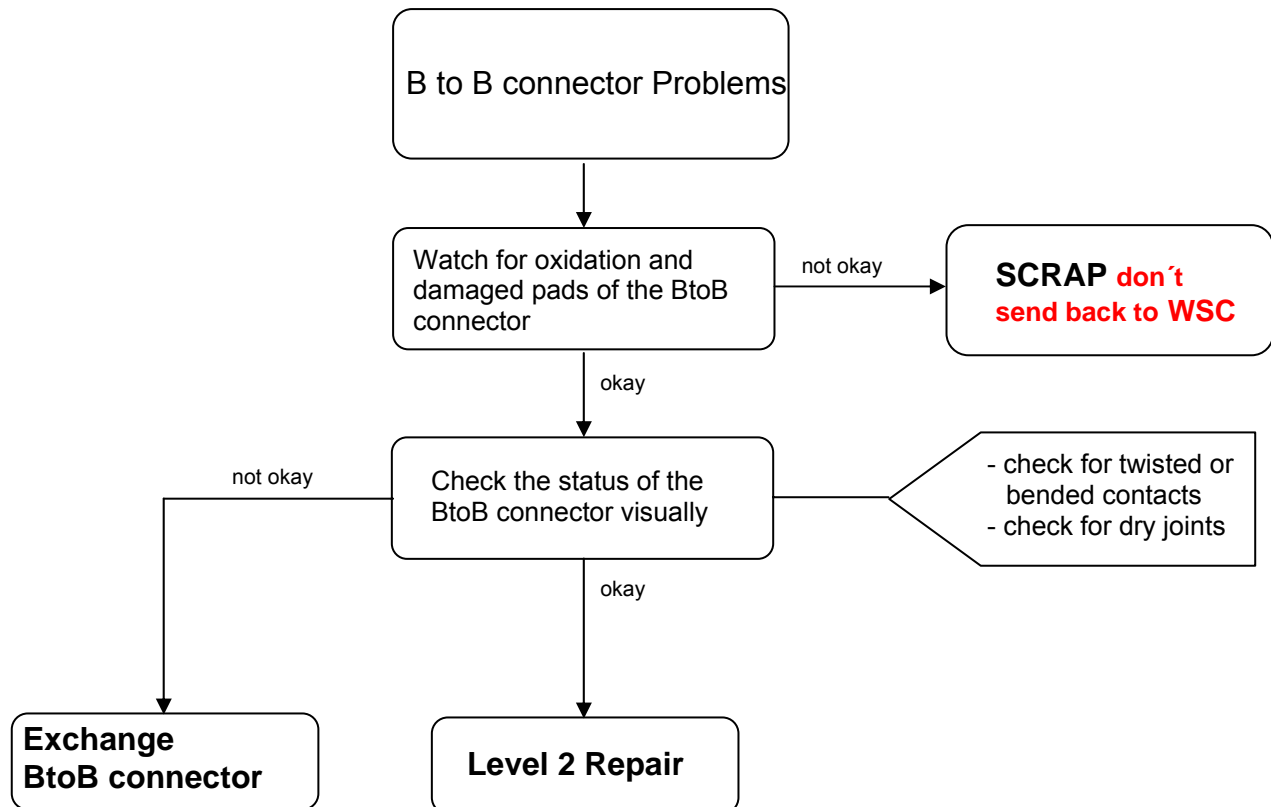 B to B connector Problems
Watch for oxidation and
damaged pads of the BtoB
connector
not okay
SCRAP don´t
send back to WSC
okay
not okay
Check the status of the
BtoB connector visually
- check for twisted or
bended contacts
- check for dry joints
okay
Exchange
BtoB connector
Level 2 Repair